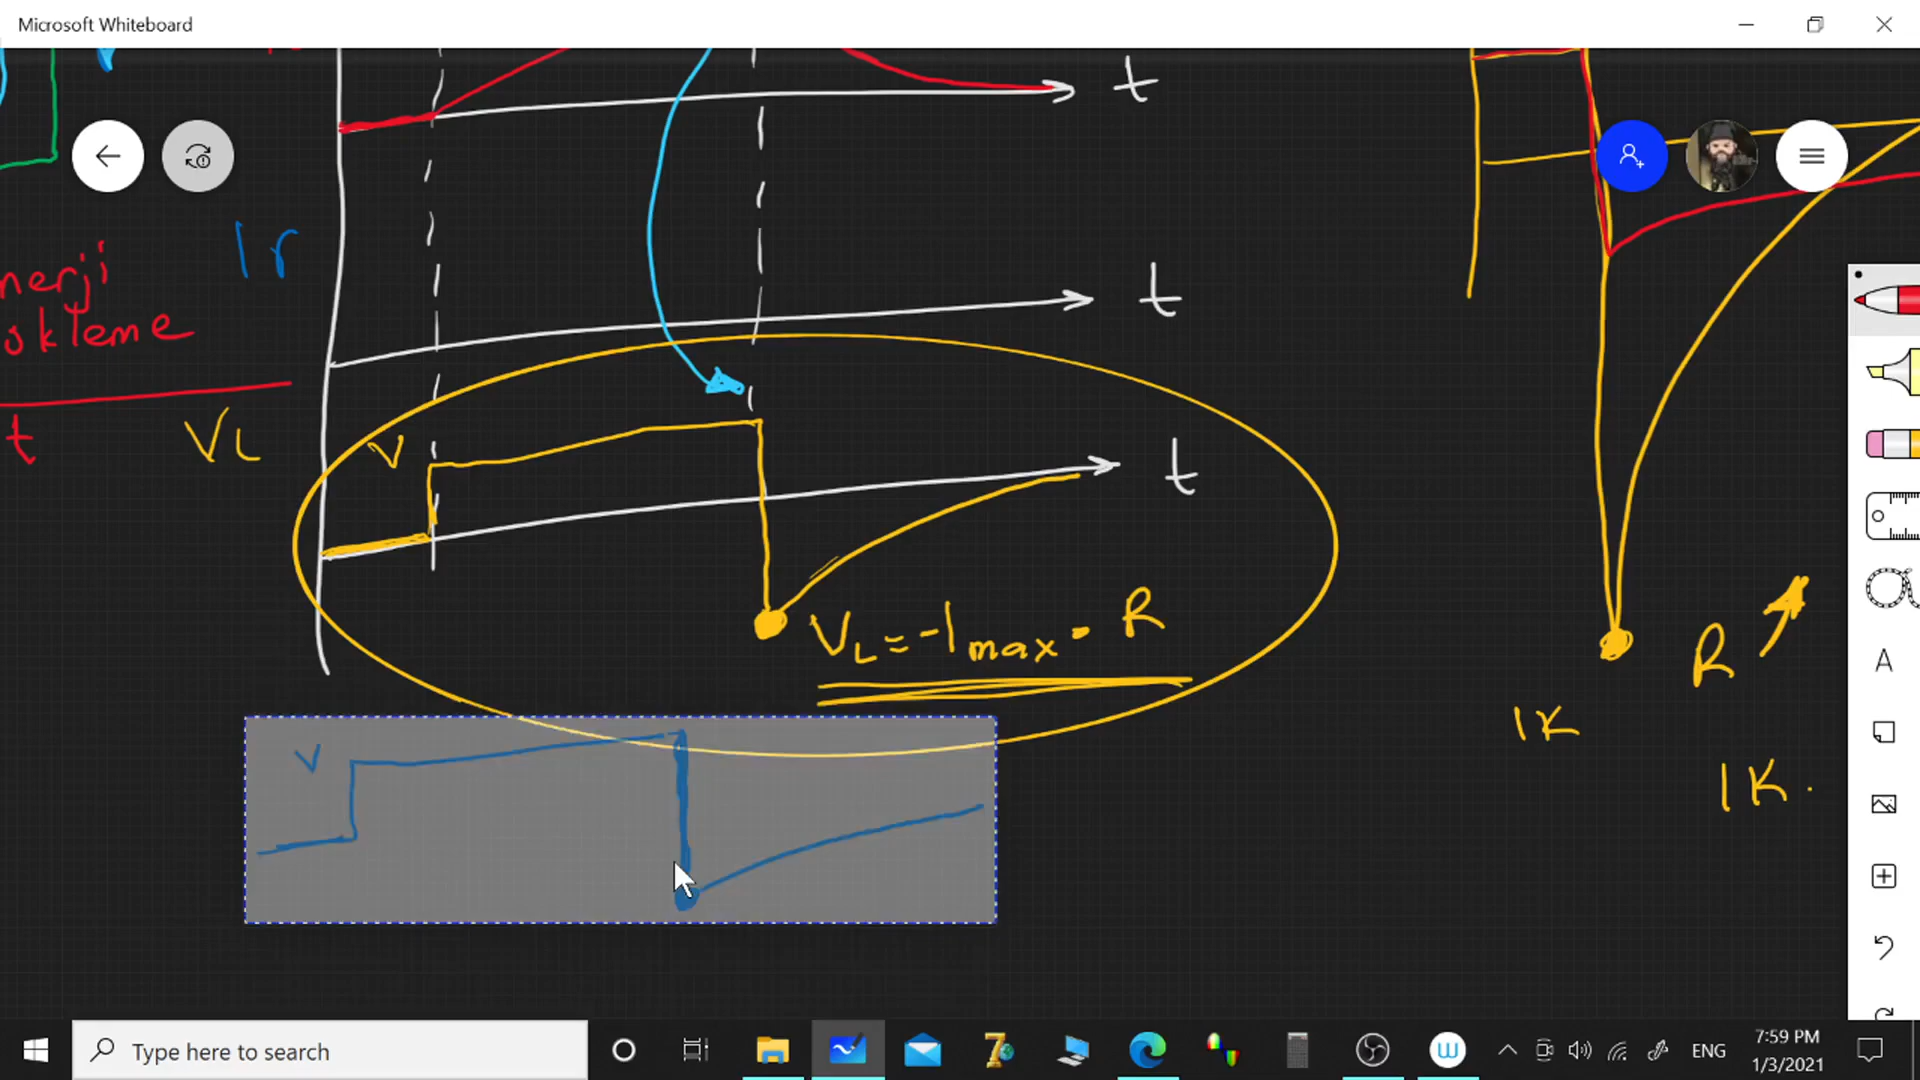 Microsoft Whiteboard
t
Ir
nerji
t
okleme
t
VL
V
t
VL = -Imax • R
R
1K
V
1K.
A
Type here to search
ENG
7:59 PM
1/3/2021